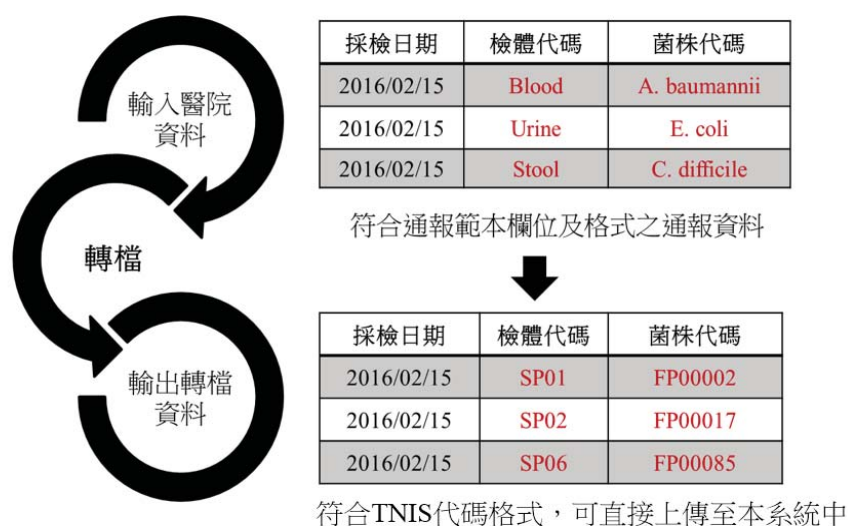 輸入醫院
資料
轉檔
輸出轉檔
資料
採檢日期 檢體代碼 菌株代碼
2016/02/15 Blood A. baumannii
2016/02/15 Urine E. coli
2016/02/15 Stool C. difficile
符合通報範本欄位及格式之通報資料
採檢日期 檢體代碼 菌株代碼
2016/02/15 SP01 FP00002
2016/02/15 SP02 FP00017
2016/02/15 SP06 FP00085
符合TNIS代碼格式，可直接上傳至本系統中